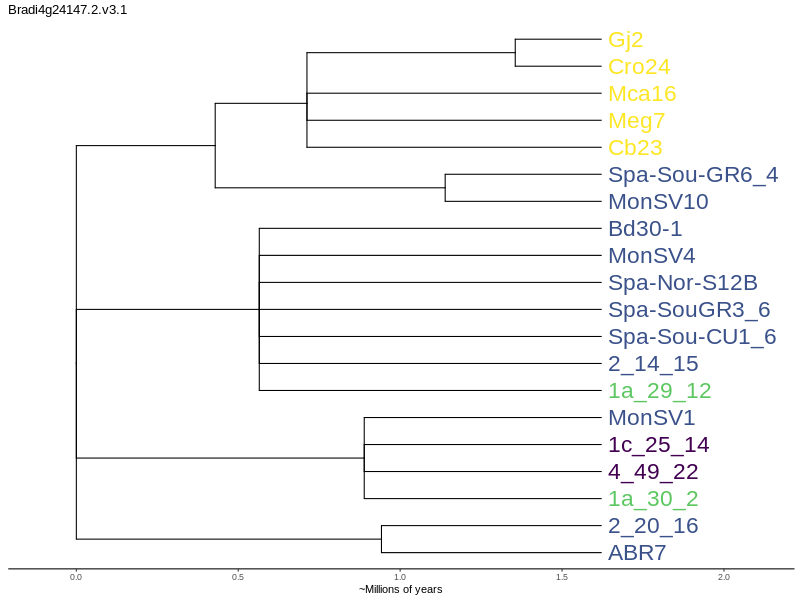 Bradi4g24147.2.v3.1
Gj2
Cro24
Mca16
Meg7
Cb23
Spa-Sou-GR6_4
MonSV10
Bd30-1
MonSV4
Spa-Nor-S12B
Spa-SouGR3_6
Spa-Sou-CU1_6
2_14_15
1a_29_12
MonSV1
1c_25_14
4_49_22
1a_30_2
2_20_16
ABR7
0.0 0.5 1.0 1.5 2.0
~Millions of years